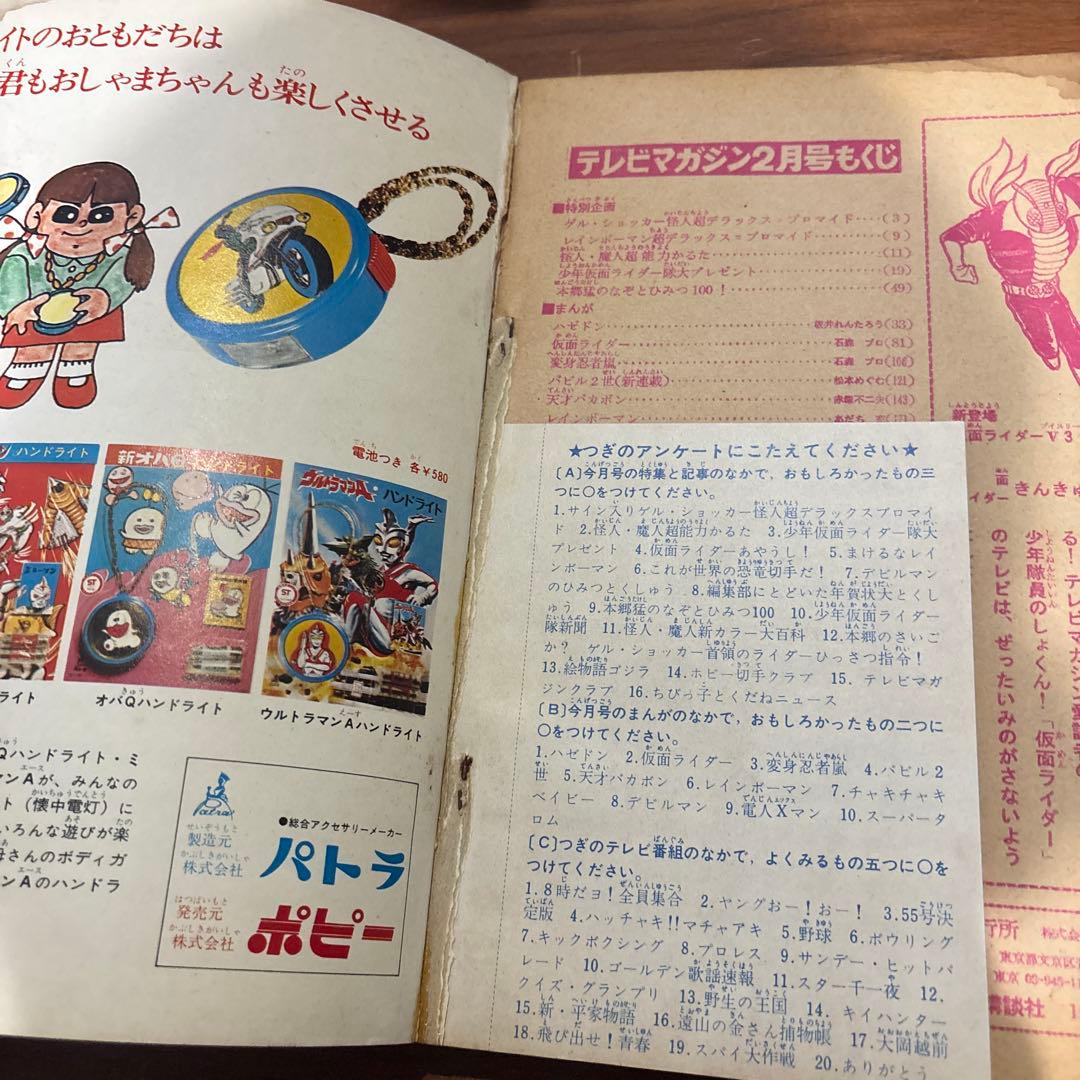 イトのおともだちは
君もおしゃまちゃんも楽しくさせる
電池つき 各¥580
ハンドライト
新オバQ ハンドライト
ウルトラマンA・ハンドライト
ライト
オバQハンドライト
ウルトラマンAハンドライト
Qハンドライト・ミ
マンAが、みんなの
ト（懐中電灯）に
いろんな遊びが楽
母さんのボディガ
ンAのハンドラ
Patra
製造元
株式会社
●総合アクセサリーメーカー
パトラ
発売元
株式会社
ポピー
テレビマガジン2月号もくじ
■特別企画
ゲル・ショッカー怪人超デラックス=ブロマイド‥‥(3)
レインボーマン超デラックス=ブロマイド‥‥(9)
怪人・魔人超能力かるた‥‥(11)
少年仮面ライダー隊大プレゼント‥‥(19)
本郷猛のなぞとひみつ100！‥‥(49)
■まんが
ハゼドン‥‥坂井れんたろう(33)
仮面ライダー‥‥石森プロ(81)
変身忍者嵐‥‥石森プロ(106)
バビル2世(新連載)‥‥松本めぐむ(121)
天才バカボン‥‥赤塚不二夫(143)
レインボーマン
新登場
仮面ライダーV3
ライダー きんきゅ
る！ テレビマガジン愛読
少年隊員のしょくん！「仮面ライダー」
のテレビは、ぜったいみのがさないよう
行所 株式会
東京都文京区
東京 03-945-1
講談社
★つぎのアンケートにこたえてください★
〔A〕今月号の特集と記事のなかで、おもしろかったもの三
つに○をつけてください。
1.サイン入りゲル・ショッカー怪人超デラックスブロマイ
ド 2.怪人・魔人超能力かるた 3.少年仮面ライダー隊大
プレゼント 4.仮面ライダーあやうし！ 5.まけるなレイ
ンボーマン 6.これが世界の恐竜切手だ！ 7.デビルマン
のひみつとくしゅう 8.編集部にとどいた年賀状大とくし
ゅう 9.本郷猛のなぞとひみつ100 10.少年仮面ライダー
隊新聞 11.怪人・魔人新カラー大百科 12.本郷のさいご
か？ ゲル・ショッカー首領のライダーひっさつ指令！
13.絵物語ゴジラ 14.ホビー切手クラブ 15.テレビマガ
ジンクラブ 16.ちびっ子とくだねニュース
〔B〕今月号のまんがのなかで、おもしろかったもの二つに
○をつけてください。
1.ハゼドン 2.仮面ライダー 3.変身忍者嵐 4.バビル2
世 5.天才バカボン 6.レインボーマン 7.チャキチャキ
ベイビー 8.デビルマン 9.電人Xマン 10.スーパータ
ロム
〔C〕つぎのテレビ番組のなかで、よくみるもの五つに○を
つけてください。
1.8時だヨ！全員集合 2.ヤングおー！おー！ 3.55号決
定版 4.ハッチャキ!!マチャアキ 5.野球 6.ボウリング
7.キックボクシング 8.プロレス 9.サンデー・ヒットパ
レード 10.ゴールデン歌謡速報 11.スター千一夜 12.
クイズ・グランプリ 13.野生の王国 14.キイハンター
15.新・平家物語 16.遠山の金さん捕物帳 17.大岡越前
18.飛び出せ！青春 19.スパイ大作戦 20.ありがとう